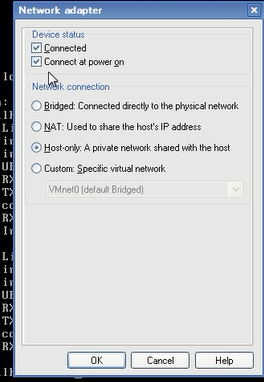 Network adapter
Device status
Connected
Connect at power on
Network connection
Bridged: Connected directly to the physical network
NAT: Used to share the host's IP address
Host-only: A private network shared with the host
Custom: Specific virtual network
VMnet0 (default Bridged)
OK
Cancel
Help